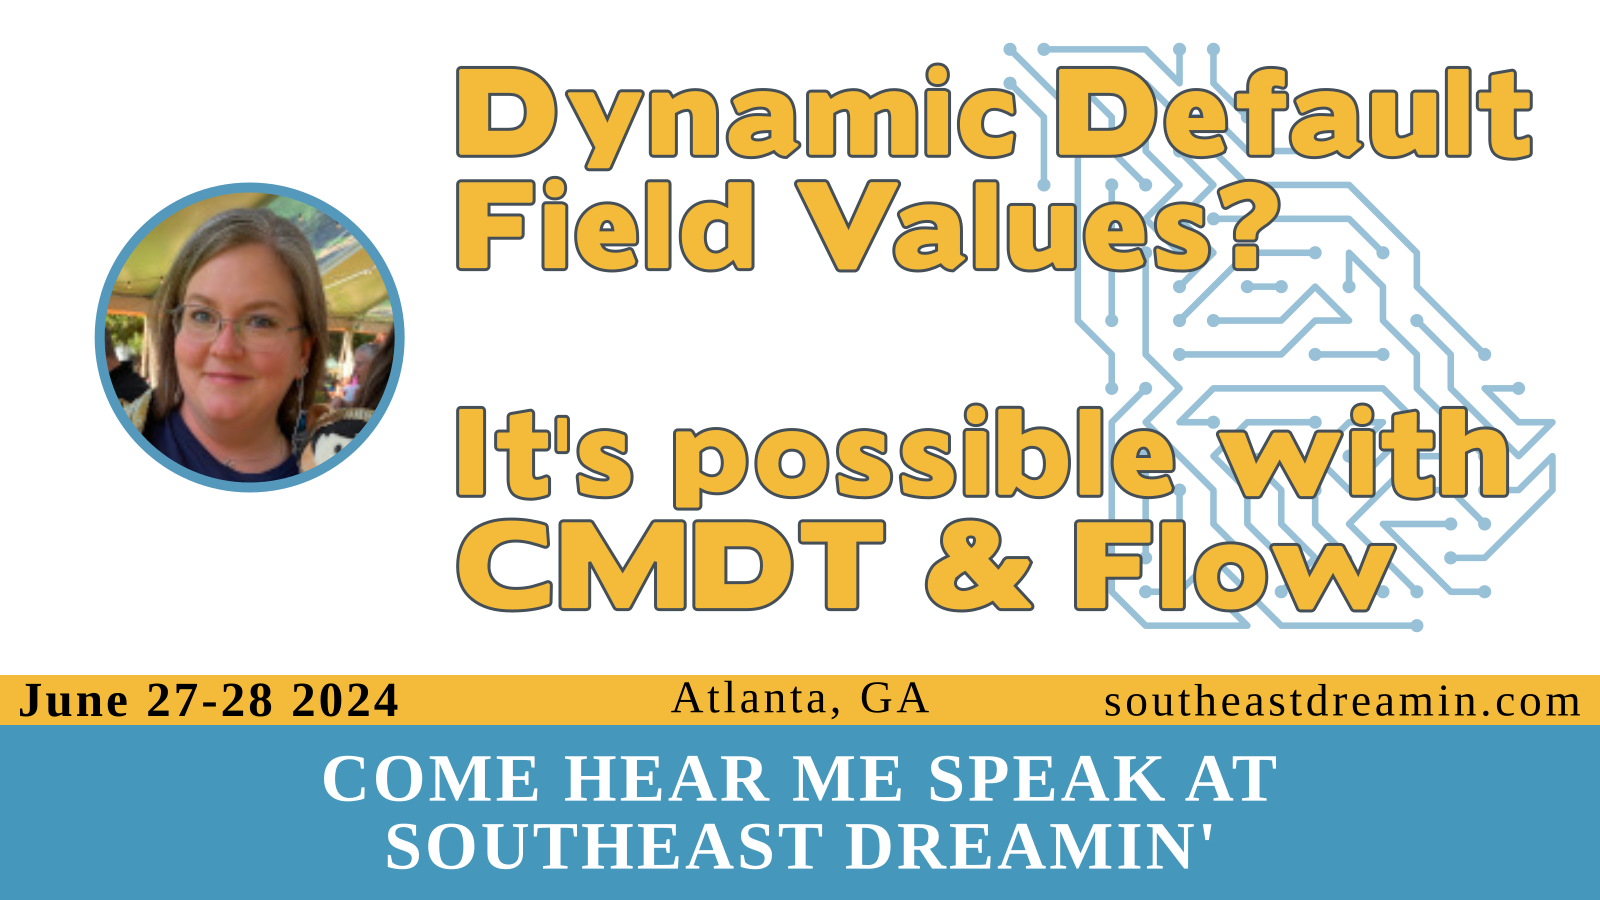 Dynamic Default
Field Values?
It's possible with
CMDT & Flow
June 27-28 2024
Atlanta, GA
southeastdreamin.com
COME HEAR ME SPEAK AT
SOUTHEAST DREAMIN'